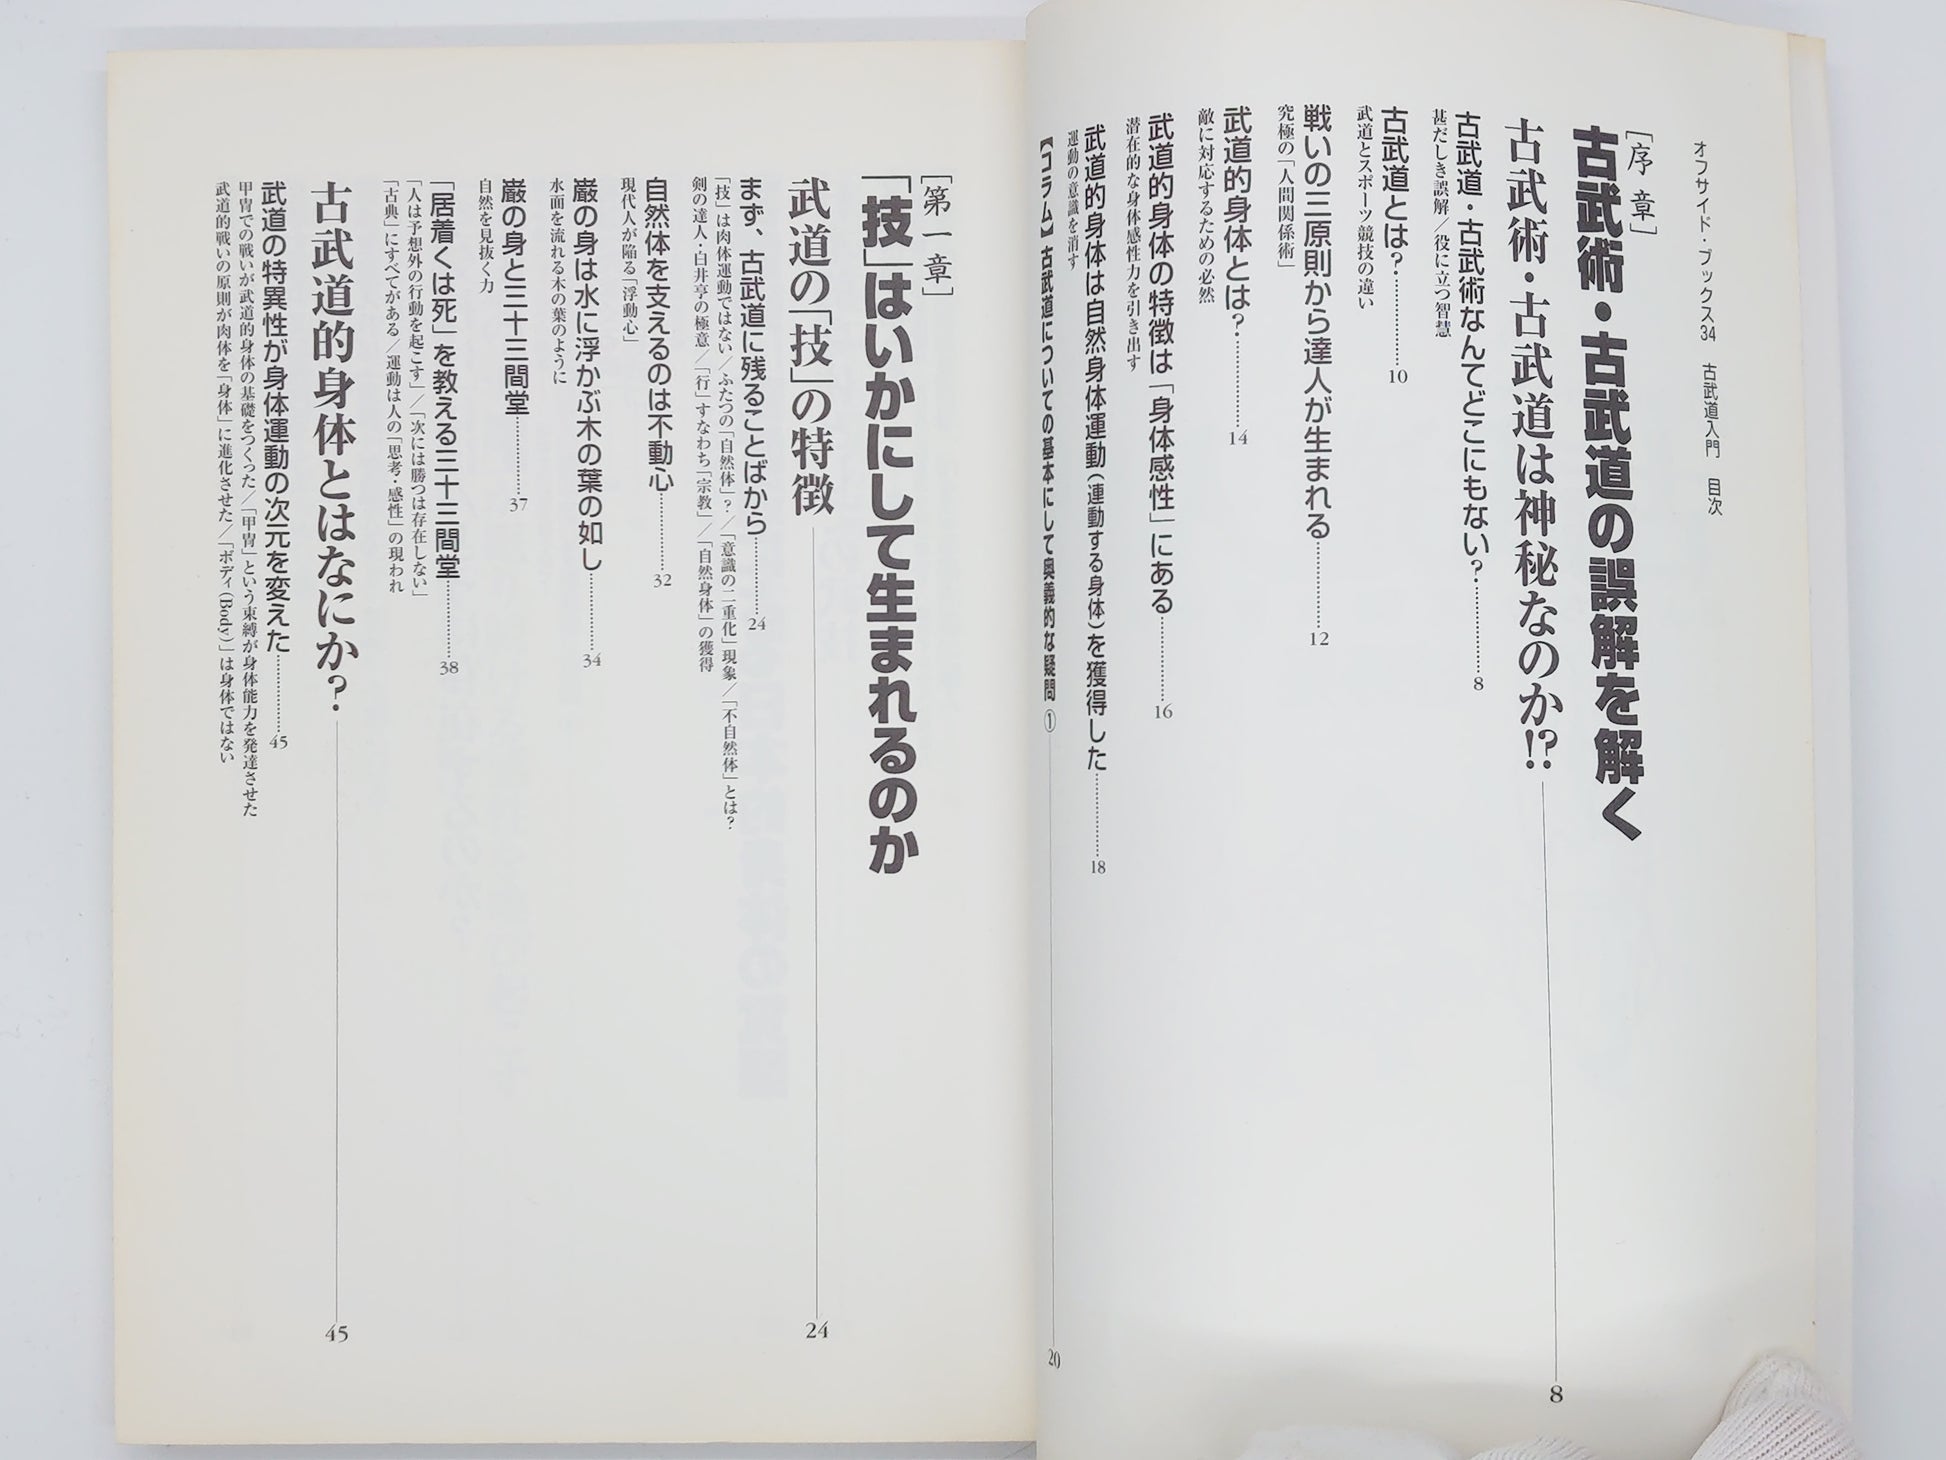 オフサイド・ブックス34 古武道入門 目次
［序章］
古武術・古武道の誤解を解く
古武術・古武道は神秘なのか!?
8
古武道・古武術なんてどこにもない?…………8
甚だしき誤解／役に立つ智慧
古武道とは?…………10
武道とスポーツ競技の違い
戦いの三原則から達人が生まれる…………12
究極の「人間関係術」
武道的身体とは?…………14
敵に対応するための必然
武道的身体の特徴は「身体感性」にある…………16
潜在的な身体感性力を引き出す
武道的身体は自然身体運動（連動する身体）を獲得した…………18
運動の意識を消す
【コラム】古武道についての基本にして奥義的な疑問①
20
［第一章］
「技」はいかにして生まれるのか
武道の「技」の特徴
24
まず、古武道に残ることばから…………24
「技」は肉体運動ではない／ふたつの「自然体」?／「意識の二重化」現象／「不自然体」とは?
剣の達人・白井亨の極意／「行」すなわち「宗教」／「自然身体」の獲得
自然体を支えるのは不動心…………32
現代人が陥る「浮動心」
巌の身は水に浮かぶ木の葉の如し…………34
水面を流れる木の葉のように
巌の身と三十三間堂…………37
自然を見抜く力
「居着くは死」を教える三十三間堂…………38
「人は予想外の行動を起こす」／「次には勝つは存在しない」
「古典」にすべてがある／運動は人の「思考・感性」の現われ
古武道的身体とはなにか?
45
武道の特異性が身体運動の次元を変えた…………45
甲冑での戦いが武道的身体の基礎をつくった／「甲冑」という束縛が身体能力を発達させた
武道的戦いの原則が肉体を「身体」に進化させた／「ボディ（Body）」は身体ではない